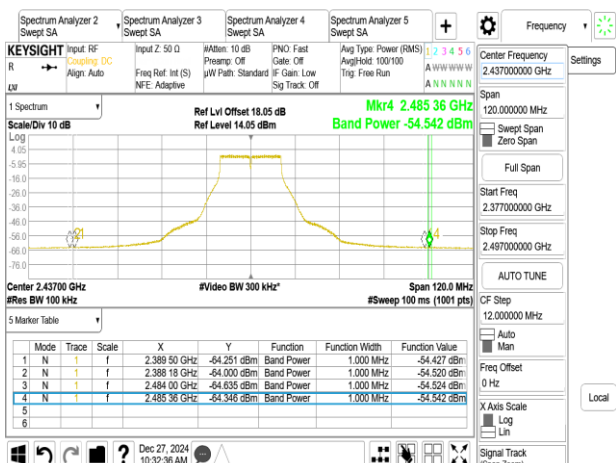 Spectrum Analyzer 2
Swept SA
Spectrum Analyzer 3
Swept SA
Spectrum Analyzer 4
Swept SA
Spectrum Analyzer 5
Swept SA
+
Frequency
KEYSIGHT
R
Input: RF
Coupling: DC
Align: Auto
Input Z: 50 Ω
Freq Ref: Int (S)
NFE: Adaptive
#Atten: 10 dB
Preamp: Off
µW Path: Standard
PNO: Fast
Gate: Off
IF Gain: Low
Sig Track: Off
Avg Type: Power (RMS)
Avg|Hold: 100/100
Trig: Free Run
1 2 3 4 5 6
A W W W W W
A N N N N N
1 Spectrum
Scale/Div 10 dB
Ref Lvl Offset 18.05 dB
Ref Level 14.05 dBm
Mkr4 2.485 36 GHz
Band Power -54.542 dBm
Log
4.05
-5.95
-16.0
-26.0
-36.0
-46.0
-56.0
-66.0
-76.0
21
4
Center 2.43700 GHz
#Res BW 100 kHz
#Video BW 300 kHz*
Span 120.0 MHz
#Sweep 100 ms (1001 pts)
5 Marker Table
Mode Trace Scale X Y Function Function Width Function Value
1 N 1 f 2.389 50 GHz -64.251 dBm Band Power 1.000 MHz -54.427 dBm
2 N 1 f 2.388 18 GHz -64.000 dBm Band Power 1.000 MHz -54.520 dBm
3 N 1 f 2.484 00 GHz -64.635 dBm Band Power 1.000 MHz -54.524 dBm
4 N 1 f 2.485 36 GHz -64.346 dBm Band Power 1.000 MHz -54.542 dBm
5
6
Dec 27, 2024
10:32:36 AM
Center Frequency
2.437000000 GHz
Settings
Span
120.000000 MHz
Swept Span
Zero Span
Full Span
Start Freq
2.377000000 GHz
Stop Freq
2.497000000 GHz
AUTO TUNE
CF Step
12.000000 MHz
Auto
Man
Freq Offset
0 Hz
Local
X Axis Scale
Log
Lin
Signal Track